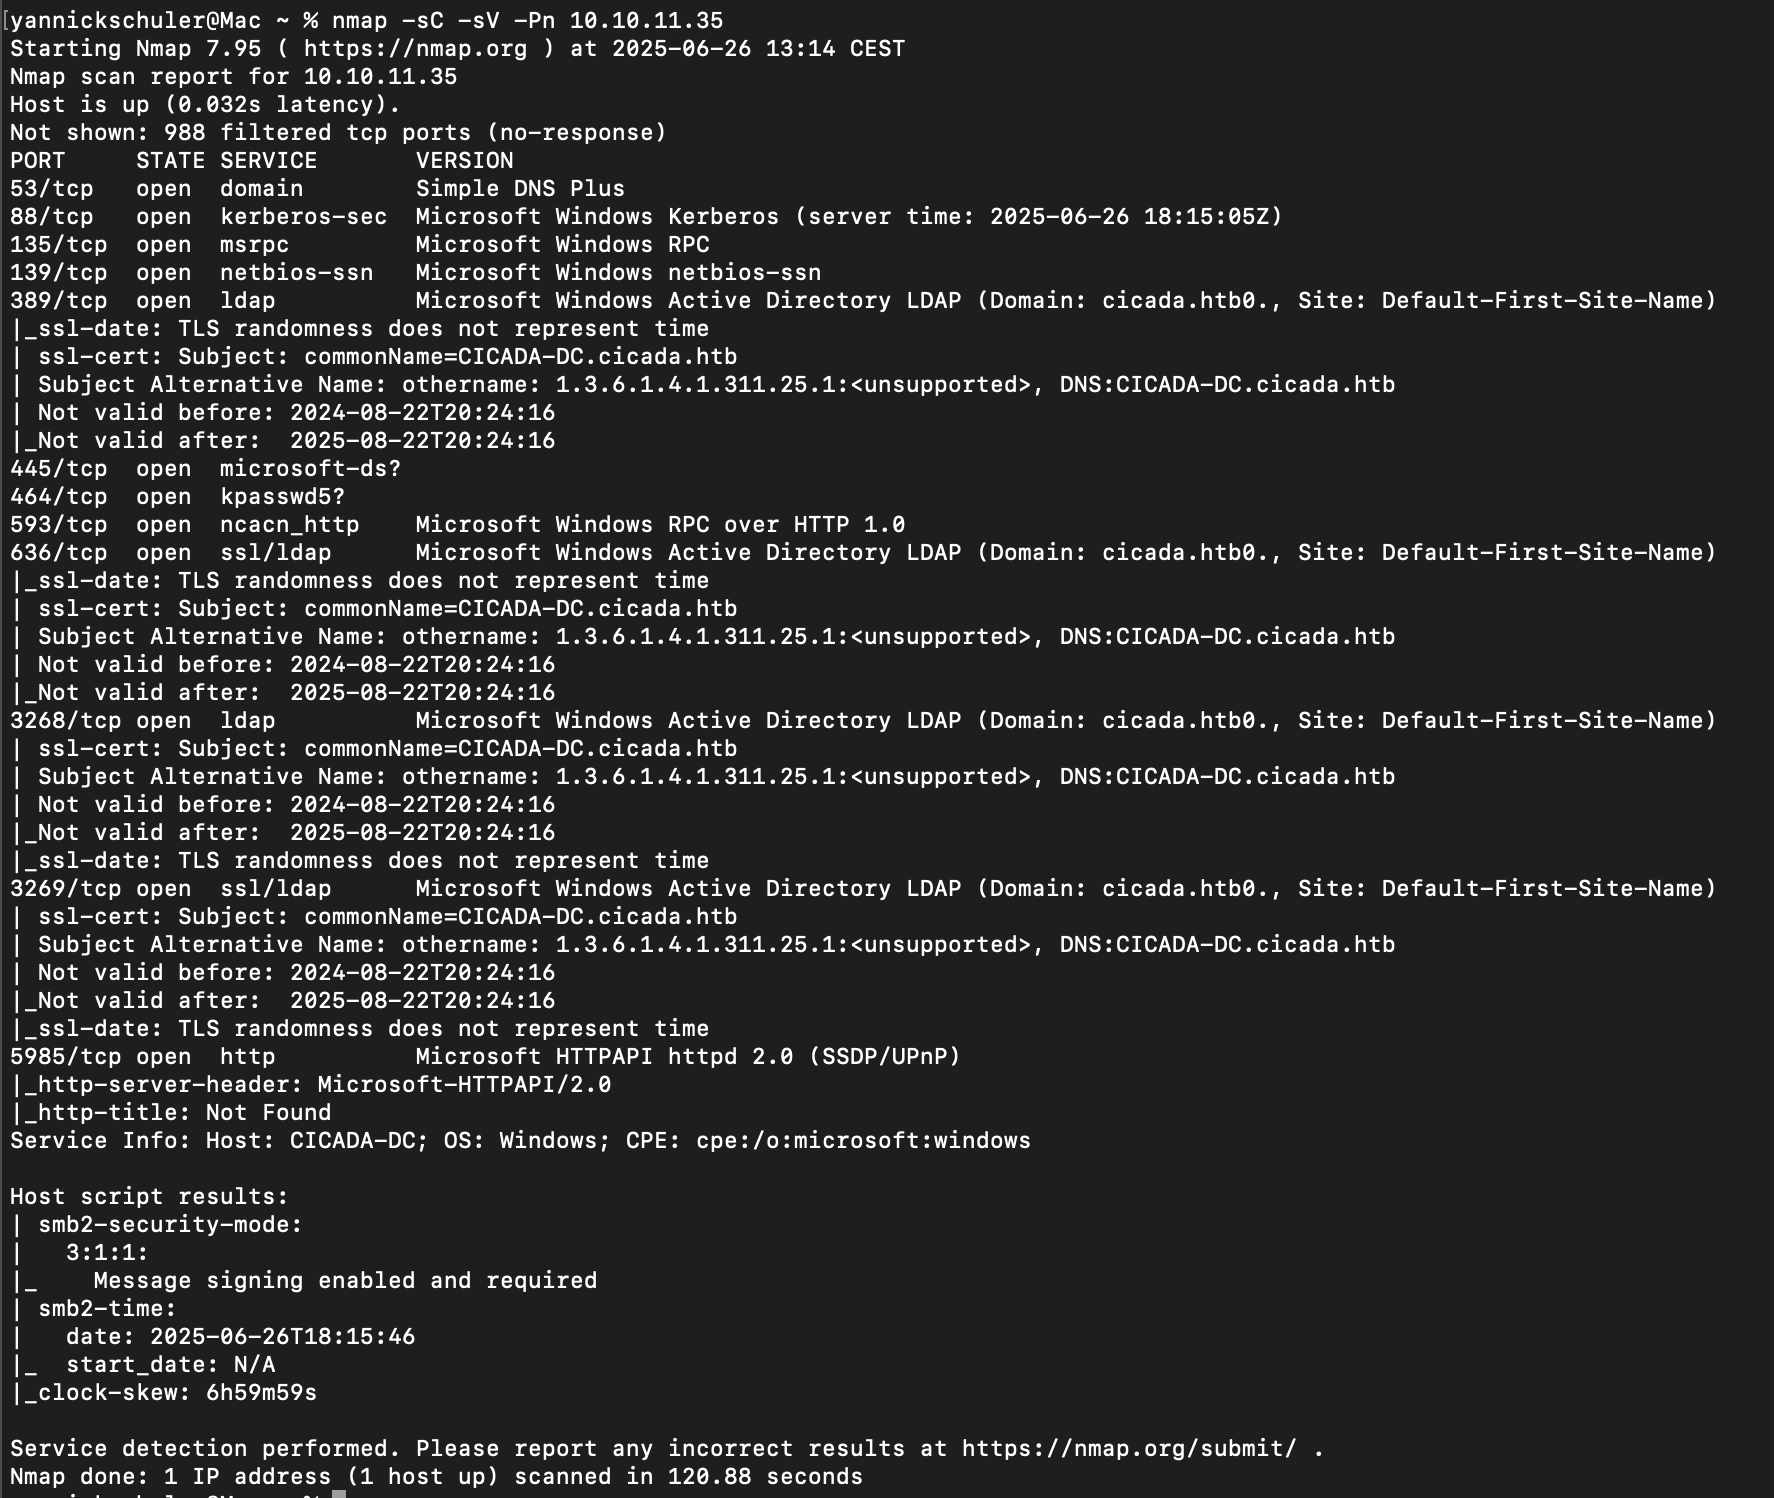 [yannickschuler@Mac ~ % nmap -sC -sV -Pn 10.10.11.35
Starting Nmap 7.95 ( https://nmap.org ) at 2025-06-26 13:14 CEST
Nmap scan report for 10.10.11.35
Host is up (0.032s latency).
Not shown: 988 filtered tcp ports (no-response)
PORT     STATE SERVICE       VERSION
53/tcp   open  domain        Simple DNS Plus
88/tcp   open  kerberos-sec  Microsoft Windows Kerberos (server time: 2025-06-26 18:15:05Z)
135/tcp  open  msrpc         Microsoft Windows RPC
139/tcp  open  netbios-ssn   Microsoft Windows netbios-ssn
389/tcp  open  ldap          Microsoft Windows Active Directory LDAP (Domain: cicada.htb0., Site: Default-First-Site-Name)
|_ssl-date: TLS randomness does not represent time
| ssl-cert: Subject: commonName=CICADA-DC.cicada.htb
| Subject Alternative Name: othername: 1.3.6.1.4.1.311.25.1:<unsupported>, DNS:CICADA-DC.cicada.htb
| Not valid before: 2024-08-22T20:24:16
|_Not valid after:  2025-08-22T20:24:16
445/tcp  open  microsoft-ds?
464/tcp  open  kpasswd5?
593/tcp  open  ncacn_http    Microsoft Windows RPC over HTTP 1.0
636/tcp  open  ssl/ldap      Microsoft Windows Active Directory LDAP (Domain: cicada.htb0., Site: Default-First-Site-Name)
|_ssl-date: TLS randomness does not represent time
| ssl-cert: Subject: commonName=CICADA-DC.cicada.htb
| Subject Alternative Name: othername: 1.3.6.1.4.1.311.25.1:<unsupported>, DNS:CICADA-DC.cicada.htb
| Not valid before: 2024-08-22T20:24:16
|_Not valid after:  2025-08-22T20:24:16
3268/tcp open  ldap          Microsoft Windows Active Directory LDAP (Domain: cicada.htb0., Site: Default-First-Site-Name)
| ssl-cert: Subject: commonName=CICADA-DC.cicada.htb
| Subject Alternative Name: othername: 1.3.6.1.4.1.311.25.1:<unsupported>, DNS:CICADA-DC.cicada.htb
| Not valid before: 2024-08-22T20:24:16
|_Not valid after:  2025-08-22T20:24:16
|_ssl-date: TLS randomness does not represent time
3269/tcp open  ssl/ldap      Microsoft Windows Active Directory LDAP (Domain: cicada.htb0., Site: Default-First-Site-Name)
| ssl-cert: Subject: commonName=CICADA-DC.cicada.htb
| Subject Alternative Name: othername: 1.3.6.1.4.1.311.25.1:<unsupported>, DNS:CICADA-DC.cicada.htb
| Not valid before: 2024-08-22T20:24:16
|_Not valid after:  2025-08-22T20:24:16
|_ssl-date: TLS randomness does not represent time
5985/tcp open  http          Microsoft HTTPAPI httpd 2.0 (SSDP/UPnP)
|_http-server-header: Microsoft-HTTPAPI/2.0
|_http-title: Not Found
Service Info: Host: CICADA-DC; OS: Windows; CPE: cpe:/o:microsoft:windows

Host script results:
| smb2-security-mode:
|   3:1:1:
|_    Message signing enabled and required
| smb2-time:
|   date: 2025-06-26T18:15:46
|_  start_date: N/A
|_clock-skew: 6h59m59s

Service detection performed. Please report any incorrect results at https://nmap.org/submit/ .
Nmap done: 1 IP address (1 host up) scanned in 120.88 seconds